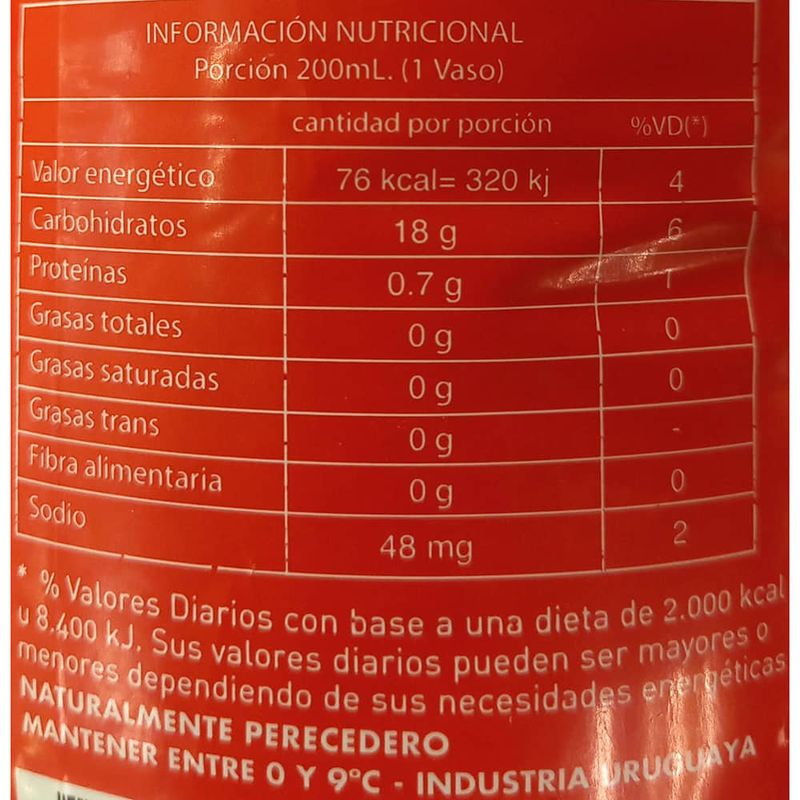 INFORMACIÓN NUTRICIONAL
Porción 200mL. (1 Vaso)
cantidad por porción %VD(*)
Valor energético 76 kcal= 320 kj 4
Carbohidratos 18 g 6
Proteínas 0.7 g 1
Grasas totales 0 g 0
Grasas saturadas 0 g 0
Grasas trans 0 g -
Fibra alimentaria 0 g 0
Sodio 48 mg 2
* % Valores Diarios con base a una dieta de 2.000 kcal
u 8.400 kJ. Sus valores diarios pueden ser mayores o
menores dependiendo de sus necesidades energéticas
NATURALMENTE PERECEDERO
MANTENER ENTRE 0 Y 9ºC - INDUSTRIA URUGUAYA